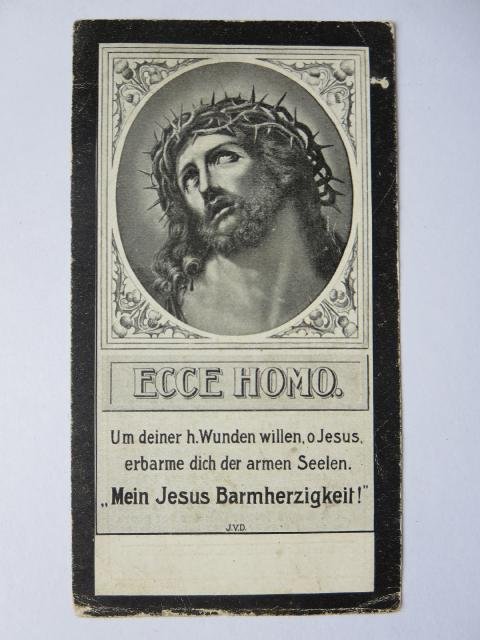 ECCE HOMO.
Um deiner h. Wunden willen, o Jesus,
erbarme dich der armen Seelen.
„Mein Jesus Barmherzigkeit!"
J.V.D.